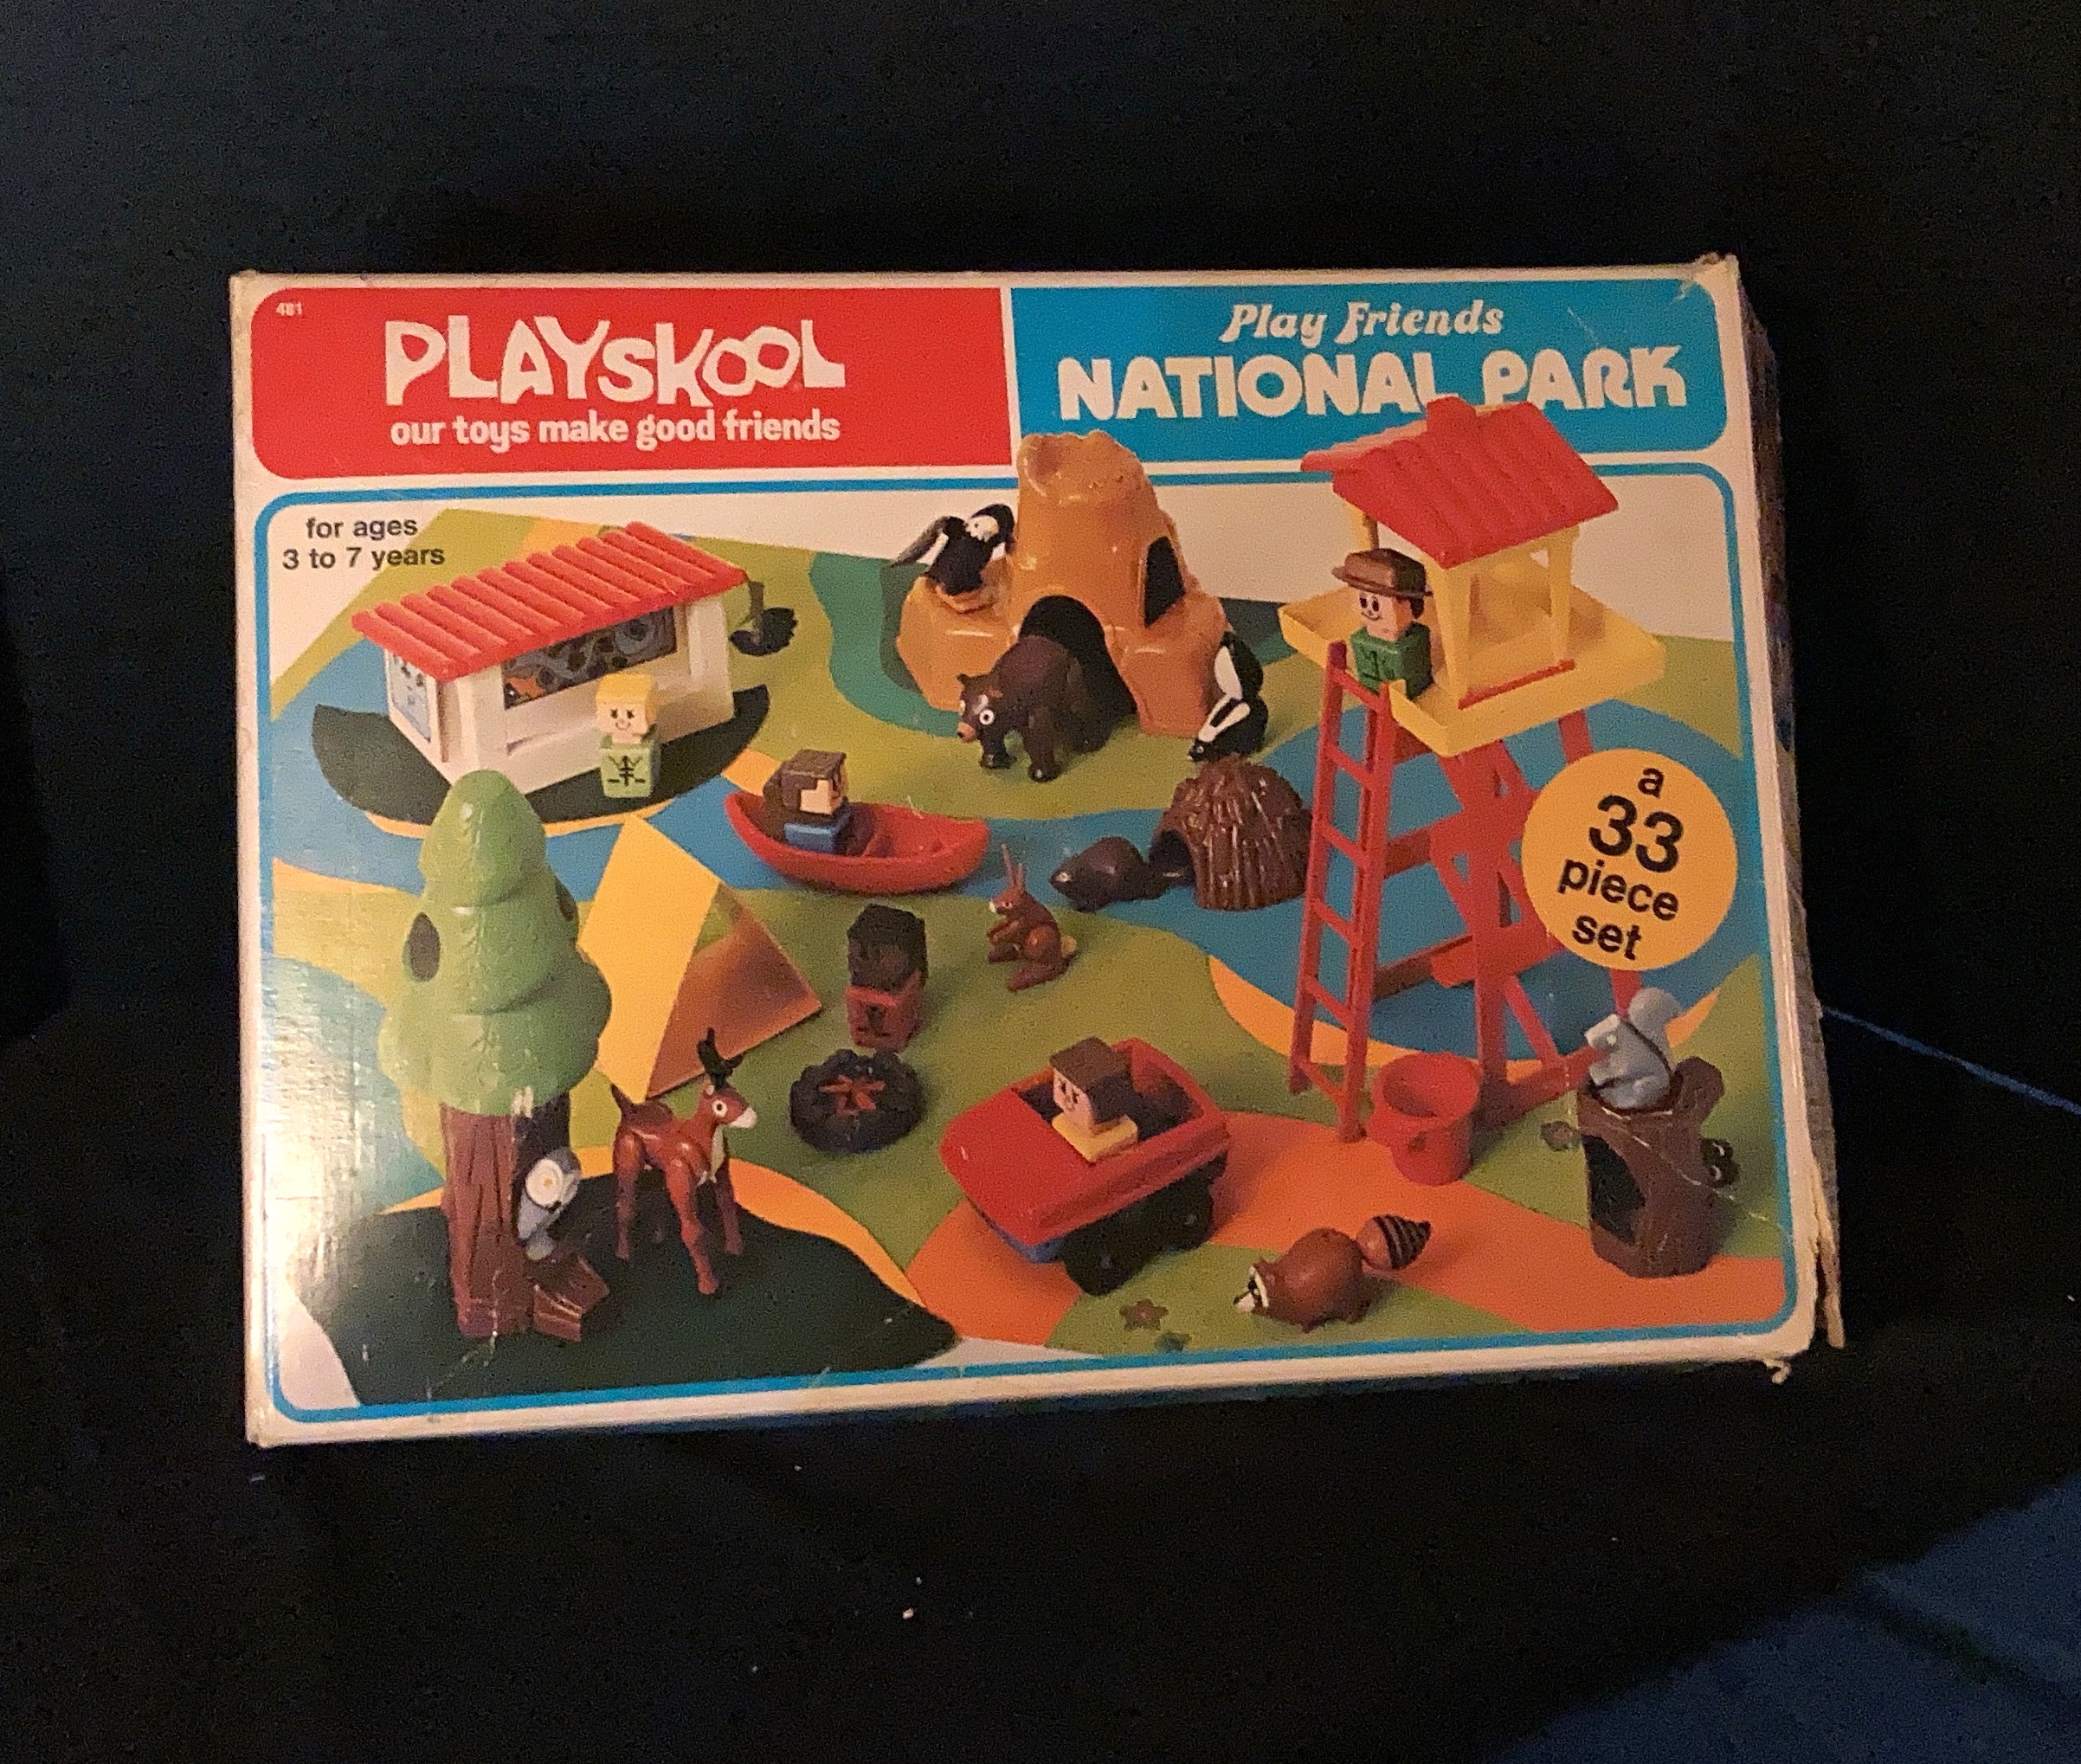 481
PLAYSKOOL
our toys make good friends
Play Friends
NATIONAL PARK
for ages
3 to 7 years
a
33
piece
set